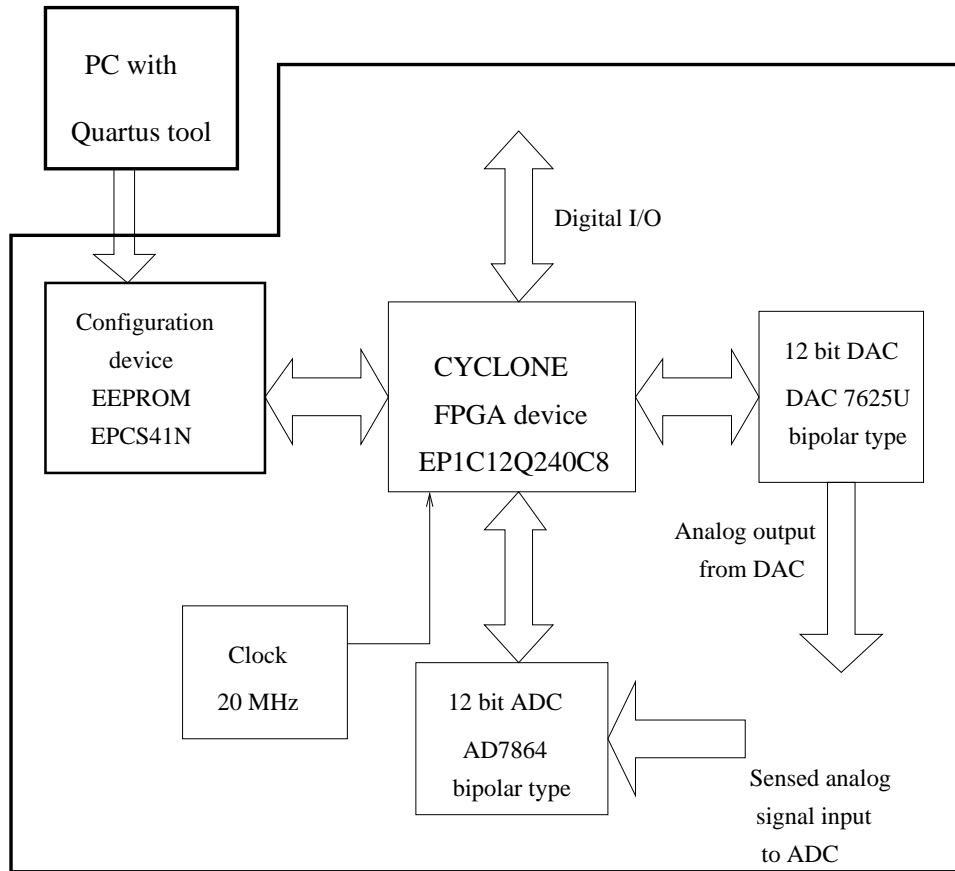 PC with
Quartus tool
Digital I/O
Configuration
device
EEPROM
EPCS41N
CYCLONE
FPGA device
EP1C12Q240C8
12 bit DAC
DAC 7625U
bipolar type
Analog output
from DAC
Clock
20 MHz
12 bit ADC
AD7864
bipolar type
Sensed analog
signal input
to ADC